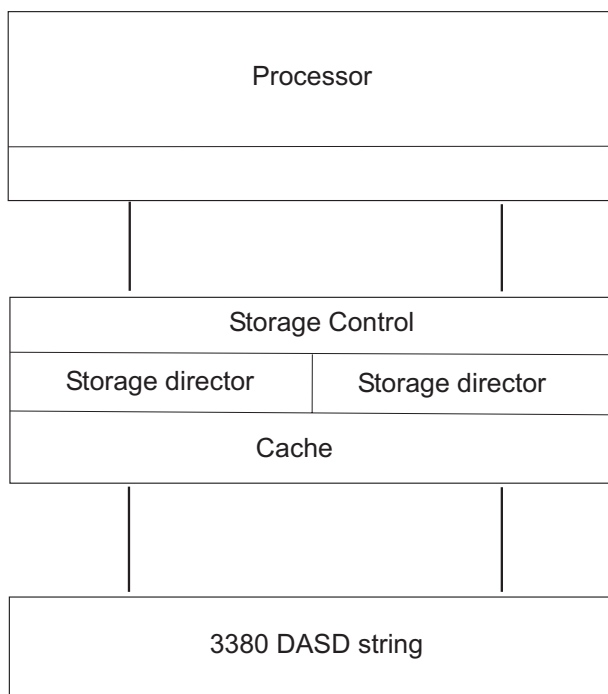 Processor
Storage Control
Storage director Storage director
Cache
3380 DASD string